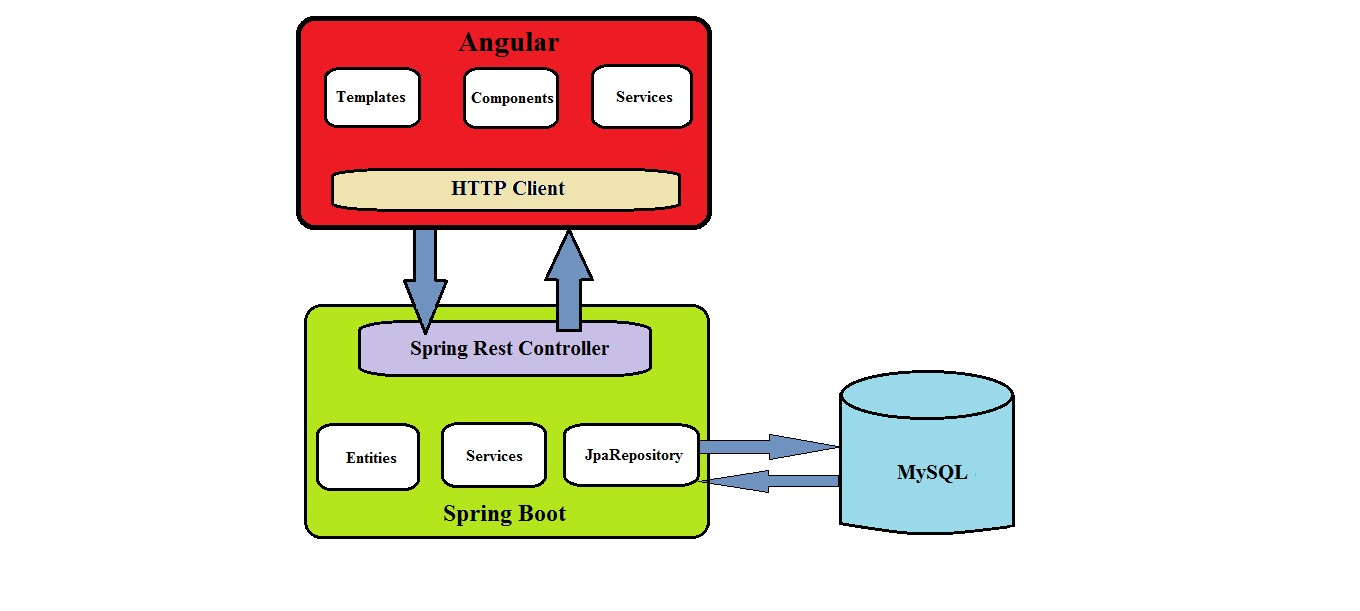 Angular
Templates
Components
Services
HTTP Client
Spring Rest Controller
Entities
Services
JpaRepository
Spring Boot
MySQL